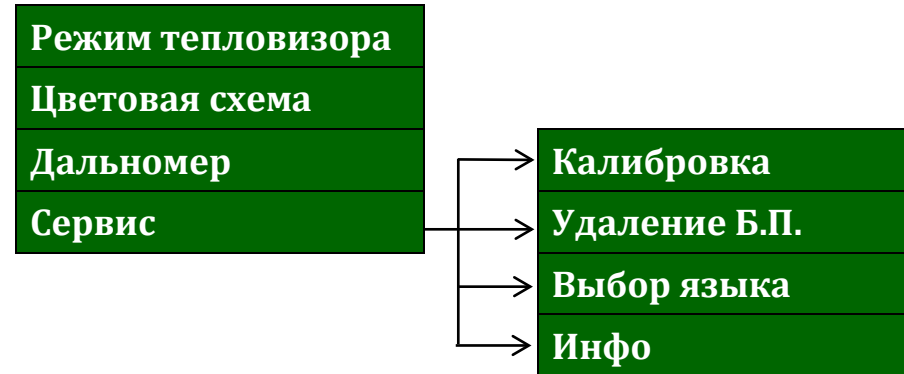 Режим тепловизора
Цветовая схема
Дальномер
Сервис
Калибровка
Удаление Б.П.
Выбор языка
Инфо